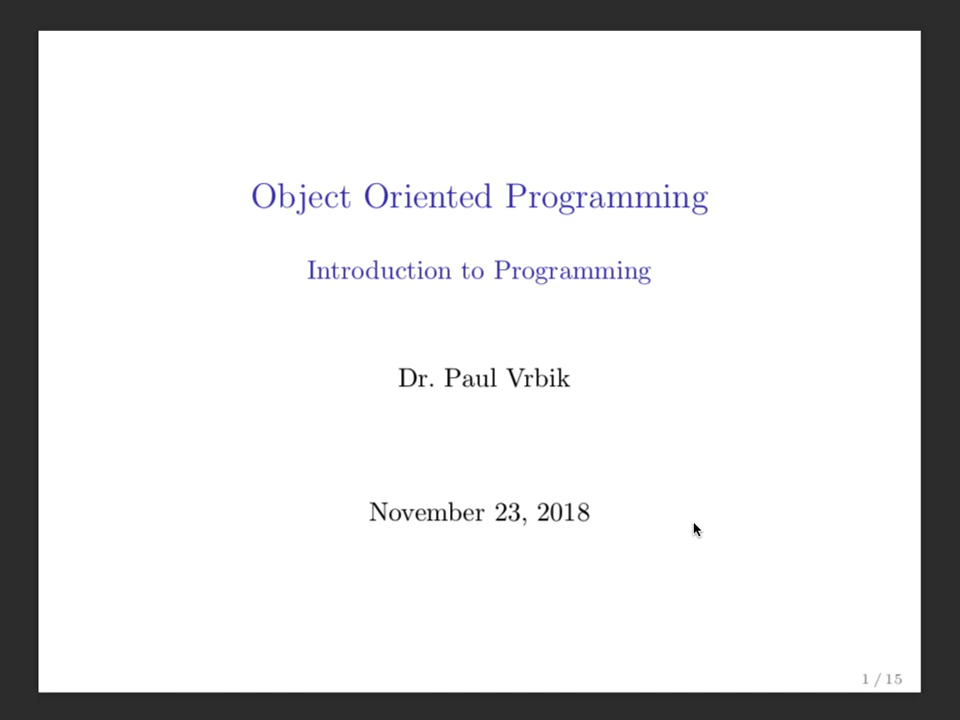 Object Oriented Programming
Introduction to Programming
Dr. Paul Vrbik
November 23, 2018
1 / 15